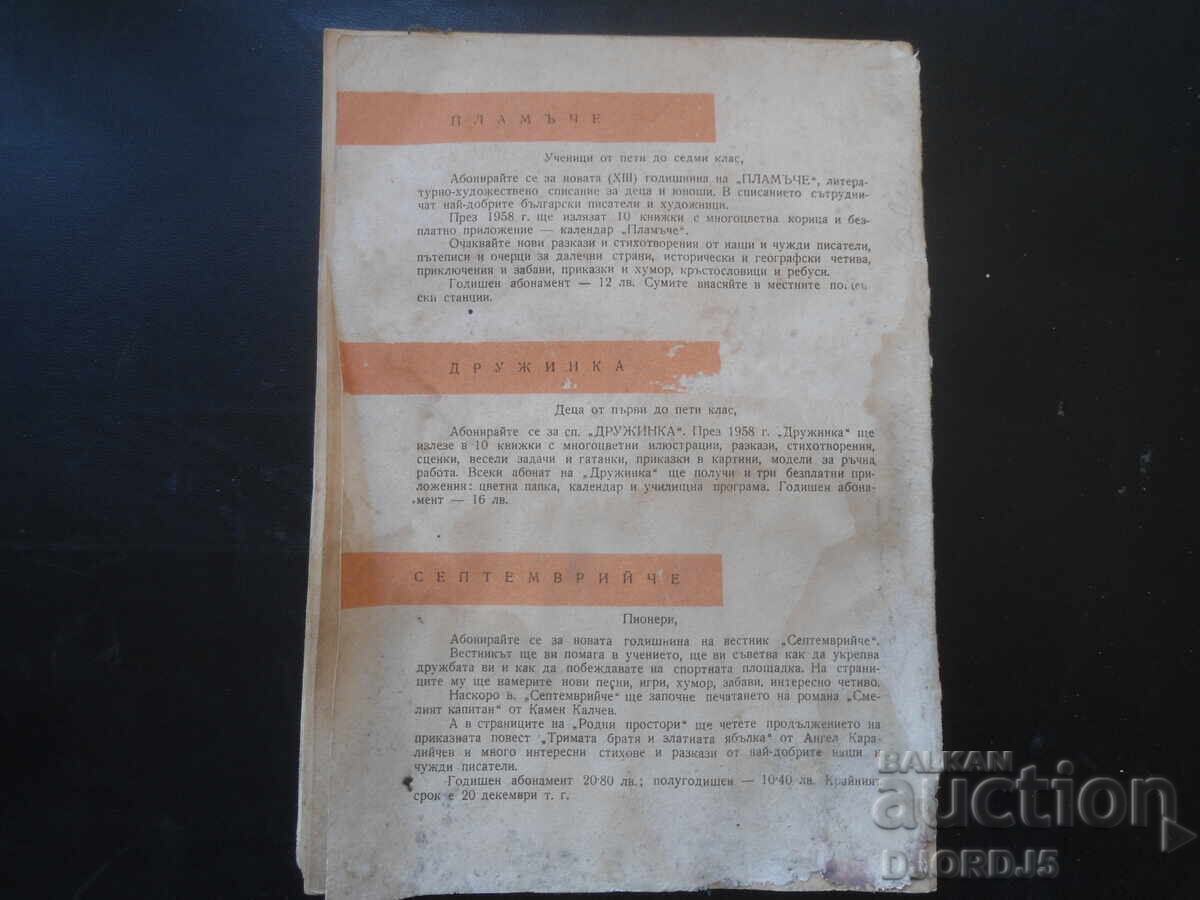 ПЛАМЪЧЕ
Ученици от пети до седми клас,
Абонирайте се за новата (XIII) годишнина на „ПЛАМЪЧЕ“, литера-
турно-художествено списание за деца и юноши. В списанието сътрудни-
чат най-добрите български писатели и художници.
През 1958 г. ще излязат 10 книжки с многоцветна корица и без-
платно приложение — календар „Пламъче“.
Очаквайте нови разкази и стихотворения от наши и чужди писатели,
пътеписи и очерци за далечни страни, исторически и географски четива,
приключения и забави, приказки и хумор, кръстословици и ребуси.
Годишен абонамент — 12 лв. Сумите внасяйте в местните
ски станции.
ДРУЖИНКА
Деца от първи до пети клас,
Абонирайте се за сп. „ДРУЖИНКА“. През 1958 г. „Дружинка“ ще
излезе в 10 книжки с многоцветни илюстрации, разкази, стихотворения,
сценки, весели задачи и гатанки, приказки в картини, модели за ръчна
работа. Всеки абонат на „Дружинка“ ще получи и три безплатни при-
ложения: цветна папка, календар и училищна програма. Годишен абона-
мент — 16 лв.
СЕПТЕМВРИЙЧЕ
Пионери,
Абонирайте се за новата годишнина на вестник „Септемврийче“.
Вестникът ще ви помага в учението, ще ви съветва как да укрепва
дружбата ви и как да побеждавате на спортната площадка. На страни-
ците му ще намерите нови песни, игри, хумор, забави, интересно четиво.
Наскоро в. „Септемврийче“ ще започне печатането на романа „Сме-
лият капитан“ от Камен Калчев.
А в страниците на „Родни простори“ ще четете продължението на
приказната повест „Тримата братя и златната ябълка“ от Ангел Кара-
лийчев и много интересни стихове и разкази от най-добрите наши и
чужди писатели.
Годишен абонамент 20·80 лв.; полугодишен — 10·40 лв. Крайният
срок е 20 декември т. г.
BALKAN
auction
DJORDJ5